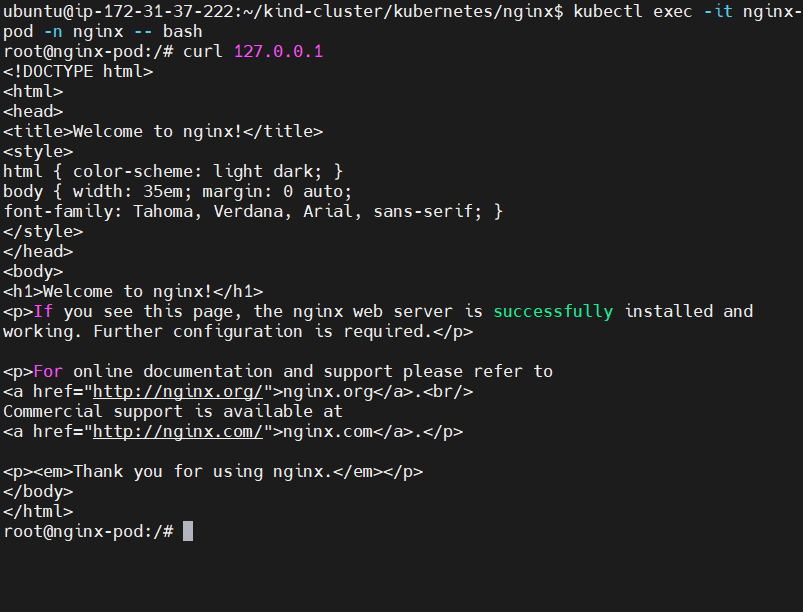 ubuntu@ip-172-31-37-222:~/kind-cluster/kubernetes/nginx$ kubectl exec -it nginx-
pod -n nginx -- bash
root@nginx-pod:/# curl 127.0.0.1
<!DOCTYPE html>
<html>
<head>
<title>Welcome to nginx!</title>
<style>
html { color-scheme: light dark; }
body { width: 35em; margin: 0 auto;
font-family: Tahoma, Verdana, Arial, sans-serif; }
</style>
</head>
<body>
<h1>Welcome to nginx!</h1>
<p>If you see this page, the nginx web server is successfully installed and
working. Further configuration is required.</p>

<p>For online documentation and support please refer to
<a href="http://nginx.org/">nginx.org</a>.<br/>
Commercial support is available at
<a href="http://nginx.com/">nginx.com</a>.</p>

<p><em>Thank you for using nginx.</em></p>
</body>
</html>
root@nginx-pod:/#